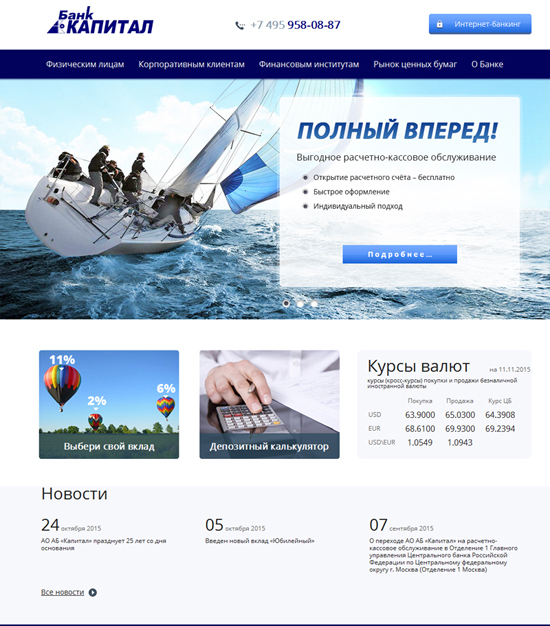 Банк
КАПИТАЛ
+7 495 958-08-87
Интернет-банкинг
Физическим лицам Корпоративным клиентам Финансовым институтам Рынок ценных бумаг О Банке
ПОЛНЫЙ ВПЕРЕД!
Выгодное расчетно-кассовое обслуживание
Открытие расчетного счёта – бесплатно
Быстрое оформление
Индивидуальный подход
Подробнее...
11%
2%
6%
Выбери свой вклад
Депозитный калькулятор
Курсы валют на 11.11.2015
курсы (кросс-курсы) покупки и продажи безналичной
иностранной валюты
Покупка Продажа Курс ЦБ
USD 63.9000 65.0300 64.3908
EUR 68.6100 69.9300 69.2394
USD\EUR 1.0549 1.0943
Новости
24 октября 2015
АО АБ «Капитал» празднует 25 лет со дня
основания
05 октября 2015
Введен новый вклад «Юбилейный»
07 сентября 2015
О переходе АО АБ «Капитал» на расчетно-
кассовое обслуживание в Отделение 1 Главного
управления Центрального банка Российской
Федерации по Центральному федеральному
округу г. Москва (Отделение 1 Москва)
Все новости